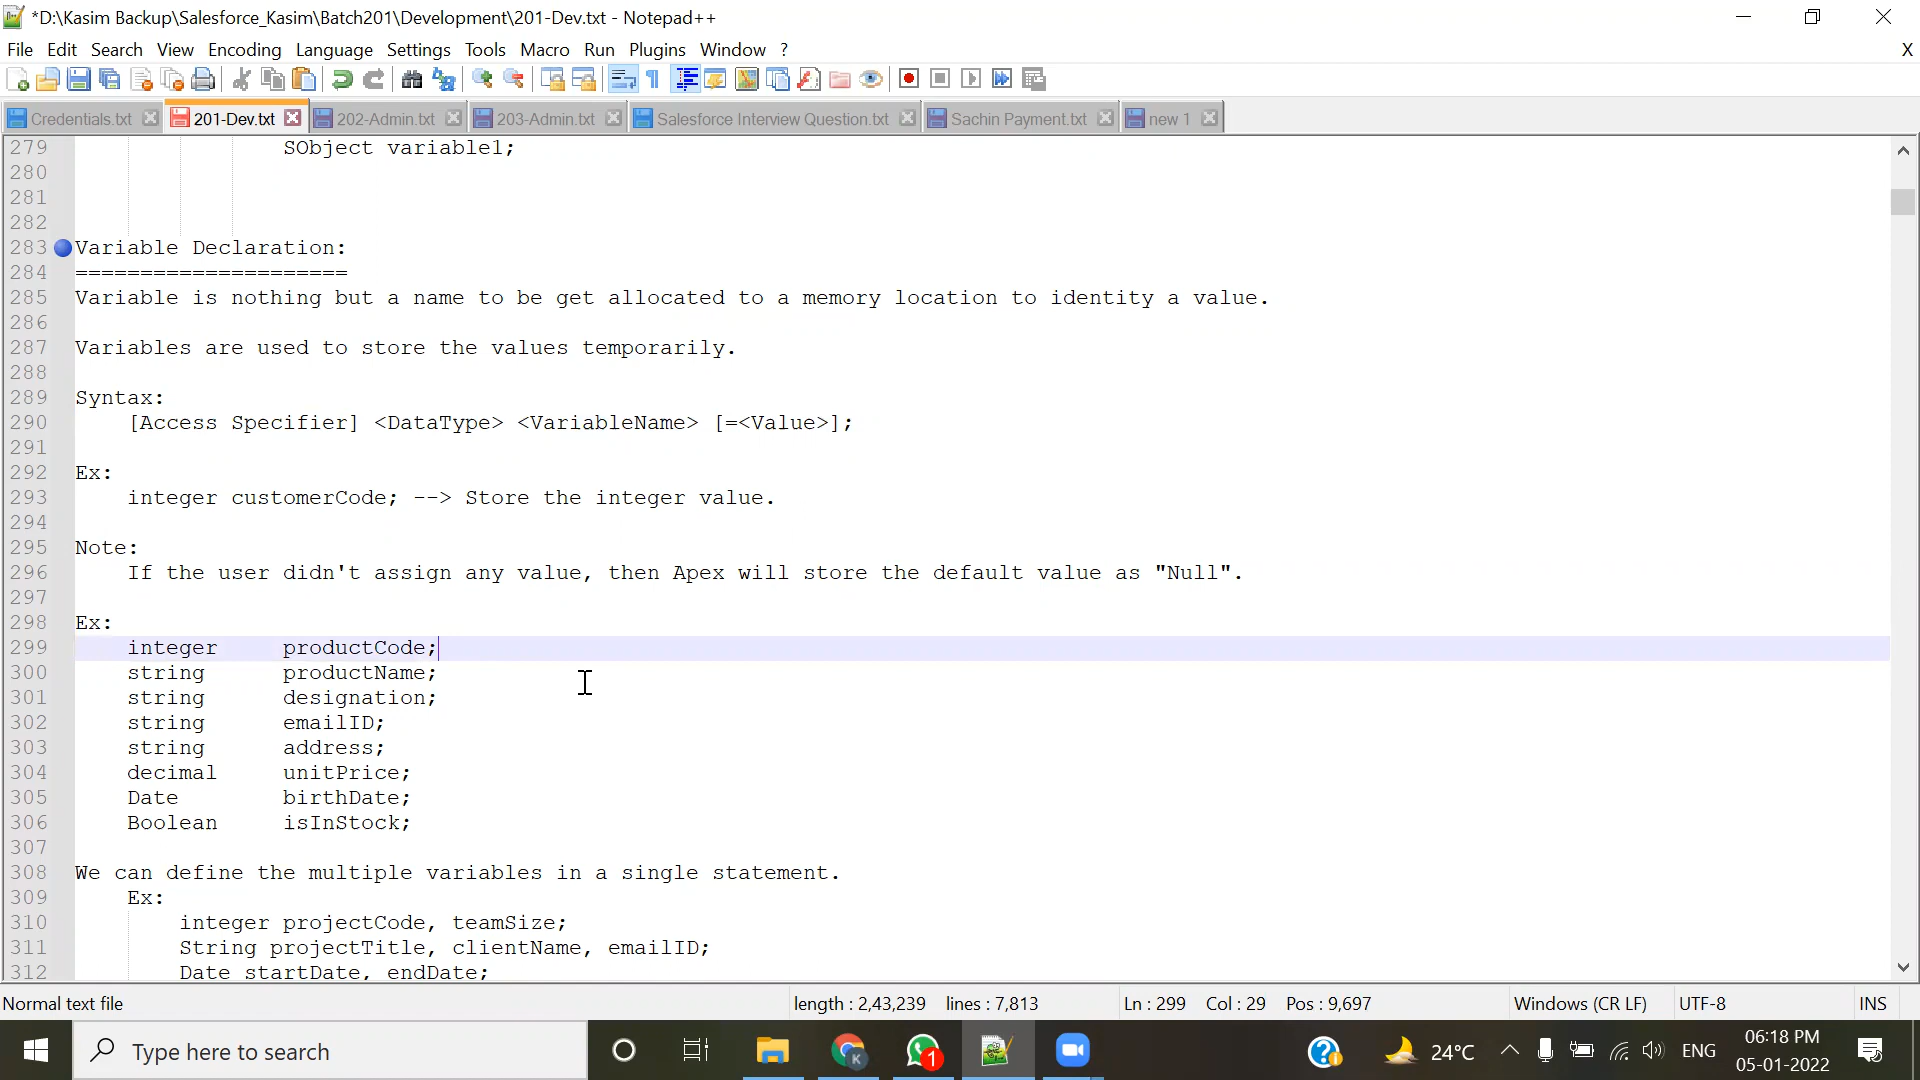 *D:\Kasim Backup\Salesforce_Kasim\Batch201\Development\201-Dev.txt - Notepad++
File Edit Search View Encoding Language Settings Tools Macro Run Plugins Window ? X
Credentials.txt 201-Dev.txt 202-Admin.txt 203-Admin.txt Salesforce Interview Question.txt Sachin Payment.txt new 1
279 SObject variable1;
280
281
282
283 Variable Declaration:
284 =====================
285 Variable is nothing but a name to be get allocated to a memory location to identity a value.
286
287 Variables are used to store the values temporarily.
288
289 Syntax:
290 [Access Specifier] <DataType> <VariableName> [=<Value>];
291
292 Ex:
293 integer customerCode; --> Store the integer value.
294
295 Note:
296 If the user didn't assign any value, then Apex will store the default value as "Null".
297
298 Ex:
299 integer productCode;
300 string productName;
301 string designation;
302 string emailID;
303 string address;
304 decimal unitPrice;
305 Date birthDate;
306 Boolean isInStock;
307
308 We can define the multiple variables in a single statement.
309 Ex:
310 integer projectCode, teamSize;
311 String projectTitle, clientName, emailID;
312 Date startDate, endDate;
Normal text file length : 2,43,239 lines : 7,813 Ln : 299 Col : 29 Pos : 9,697 Windows (CR LF) UTF-8 INS
Type here to search 1 24°C ENG 06:18 PM
05-01-2022